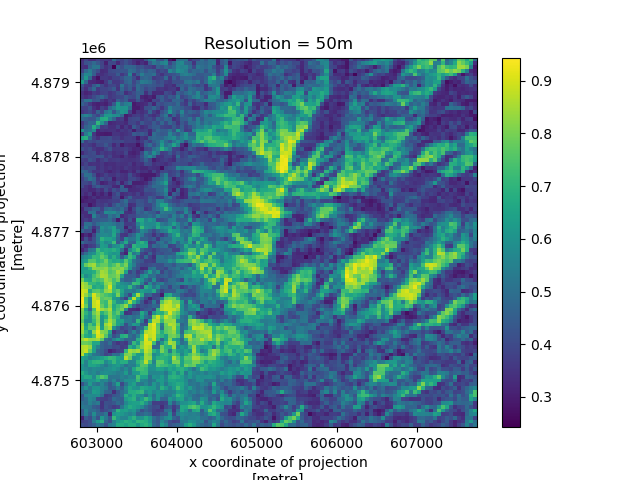 Resolution = 50m
1e6
4.879
4.878
4.877
4.876
4.875
y coordinate of projection
[metre]
603000 604000 605000 606000 607000
x coordinate of projection
[metre]
0.9
0.8
0.7
0.6
0.5
0.4
0.3